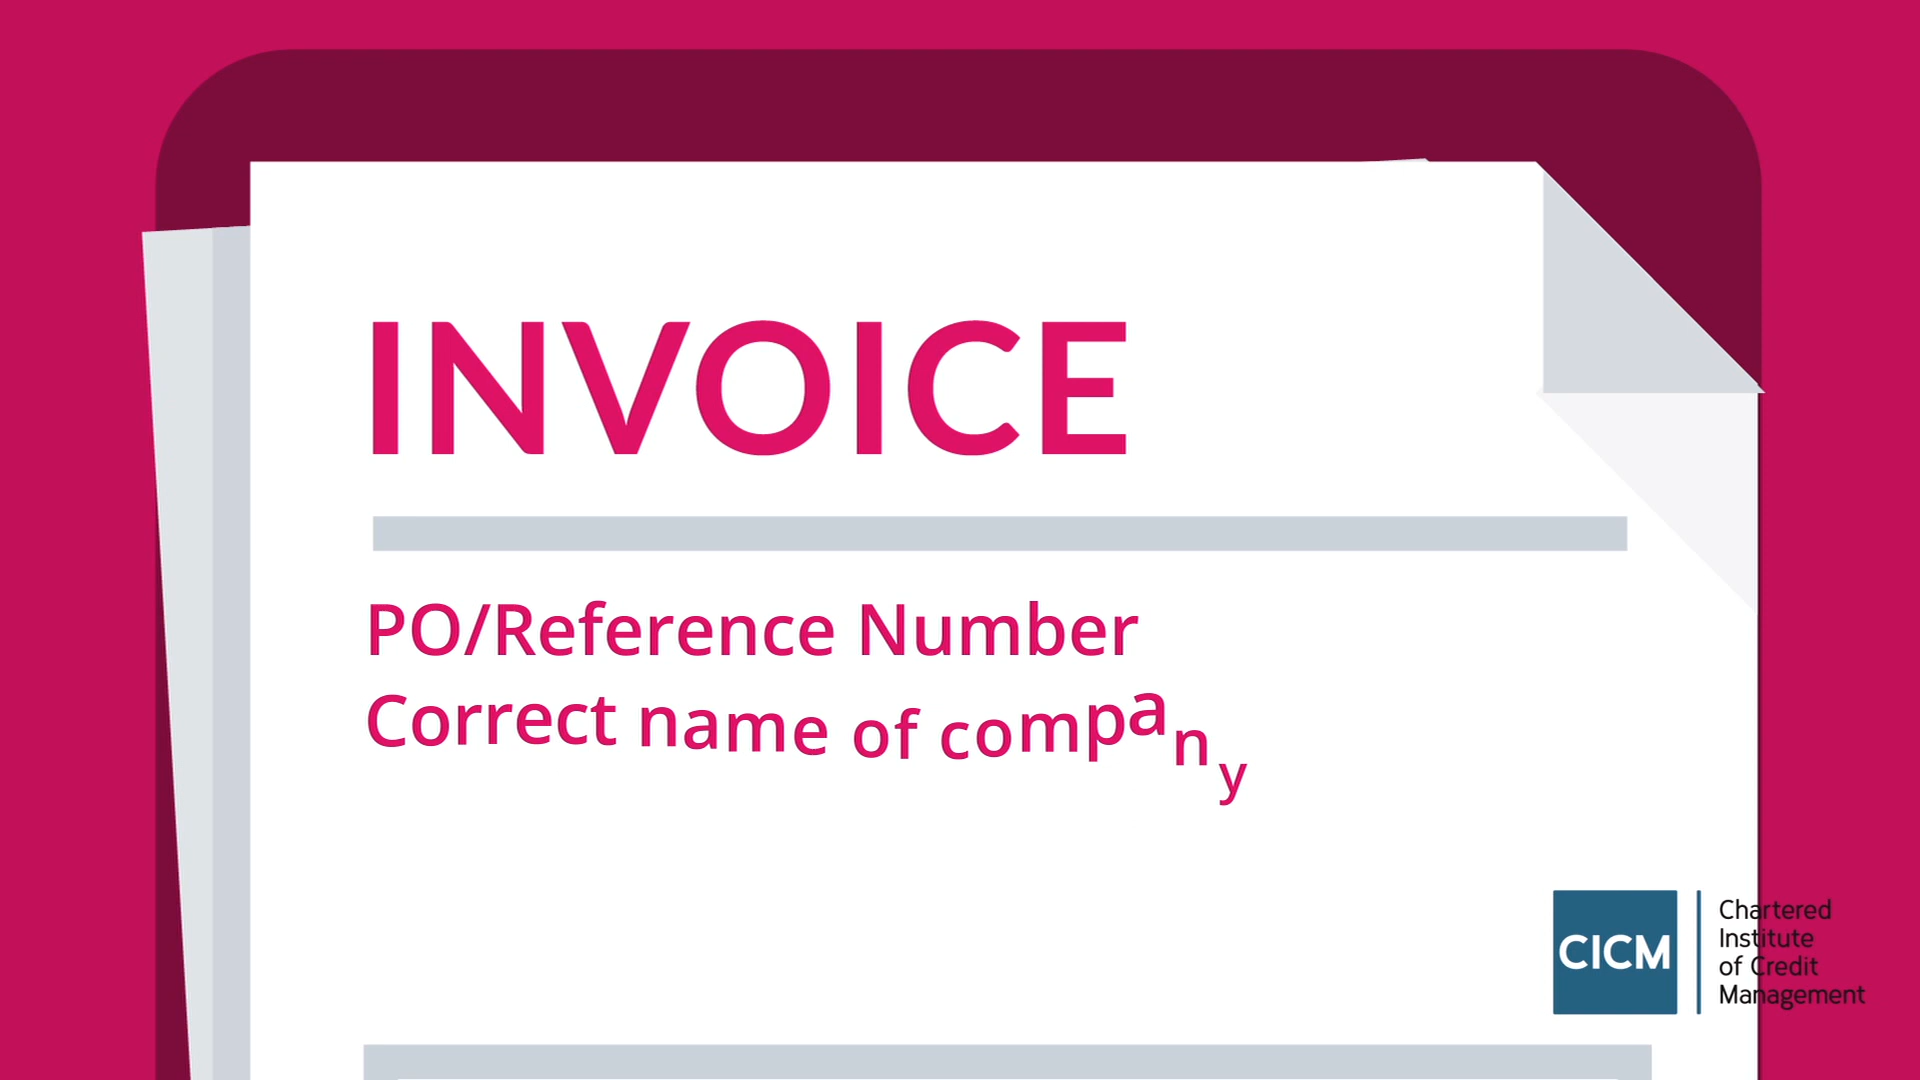 INVOICE
PO/Reference Number
Correct name of company
CICM
Chartered
Institute
of Credit
Management